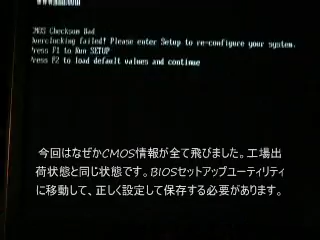 CMOS Checksum Bad
Overclocking failed! Please enter Setup to re-configure your system.
Press F1 to Run SETUP
Press F2 to load default values and continue
今回はなぜかCMOS情報が全て飛びました。工場出
荷状態と同じ状態です。BIOSセットアップユーティリティ
に移動して、正しく設定して保存する必要があります。